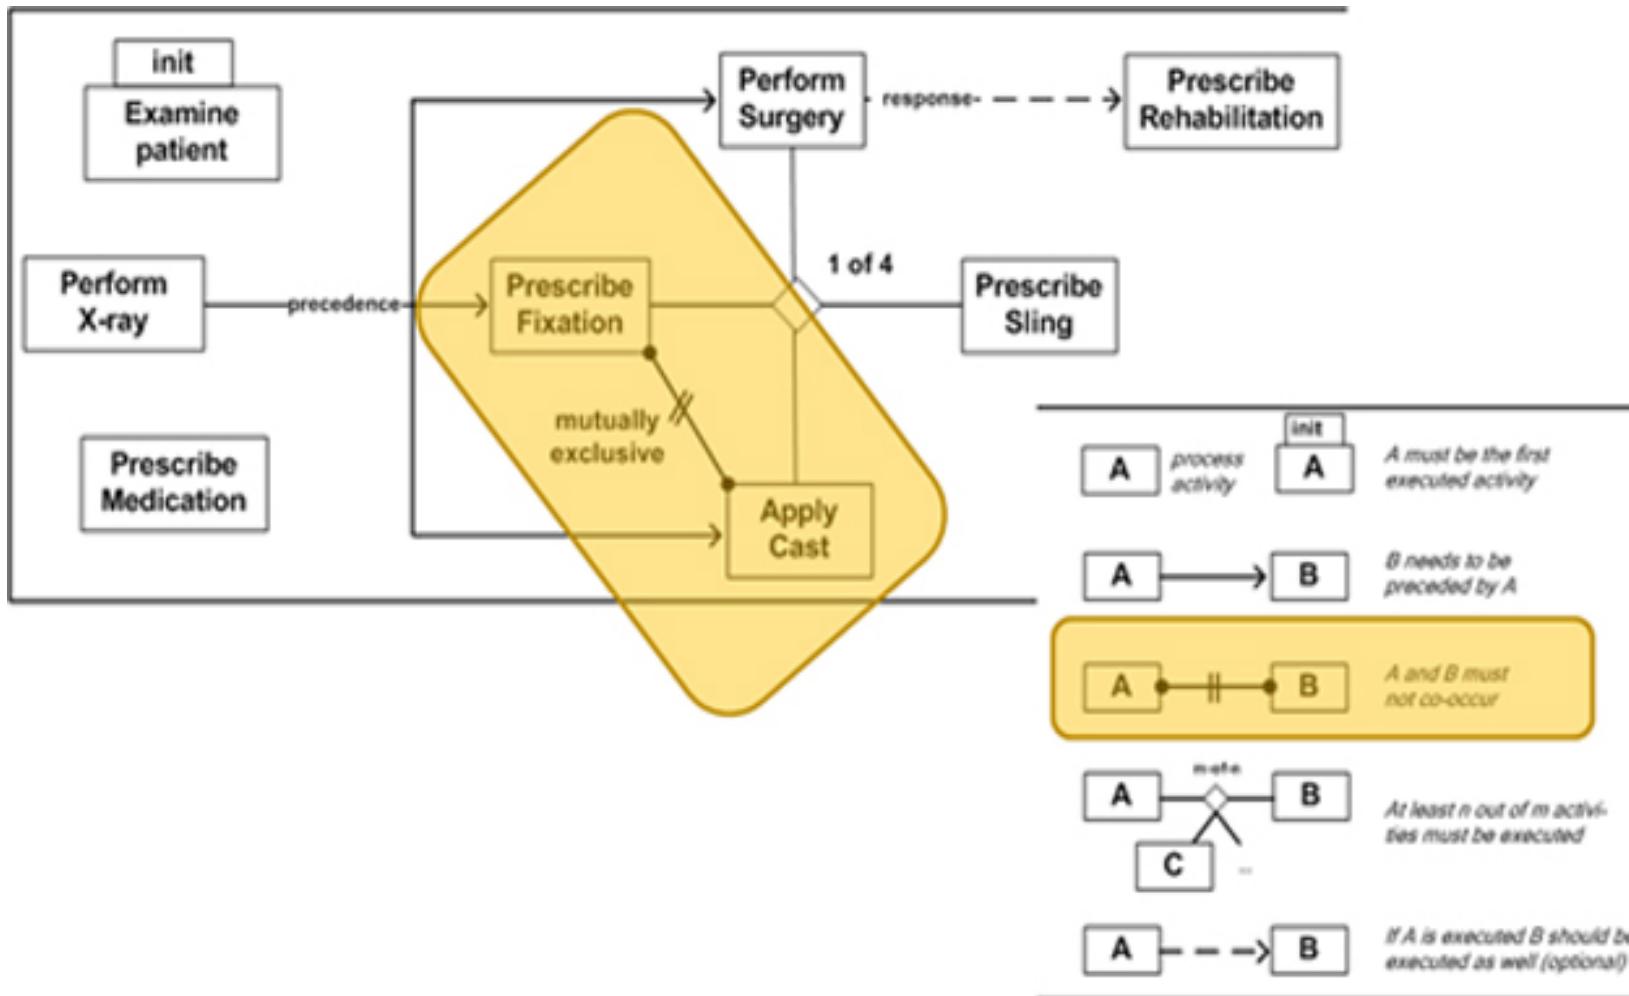 init
Examine
patient
Perform
Surgery
response
Prescribe
Rehabilitation
Perform
X-ray
precedence
Prescribe
Fixation
1 of 4
Prescribe
Sling
mutually
exclusive
Prescribe
Medication
Apply
Cast
A
process
activity
init
A
A must be the first
executed activity
A
B
B needs to be
preceded by A
A
B
A and B must
not co-occur
m-of-n
A
B
C
...
At least n out of m activi-
ties must be executed
A
B
If A is executed B should be
executed as well (optional)